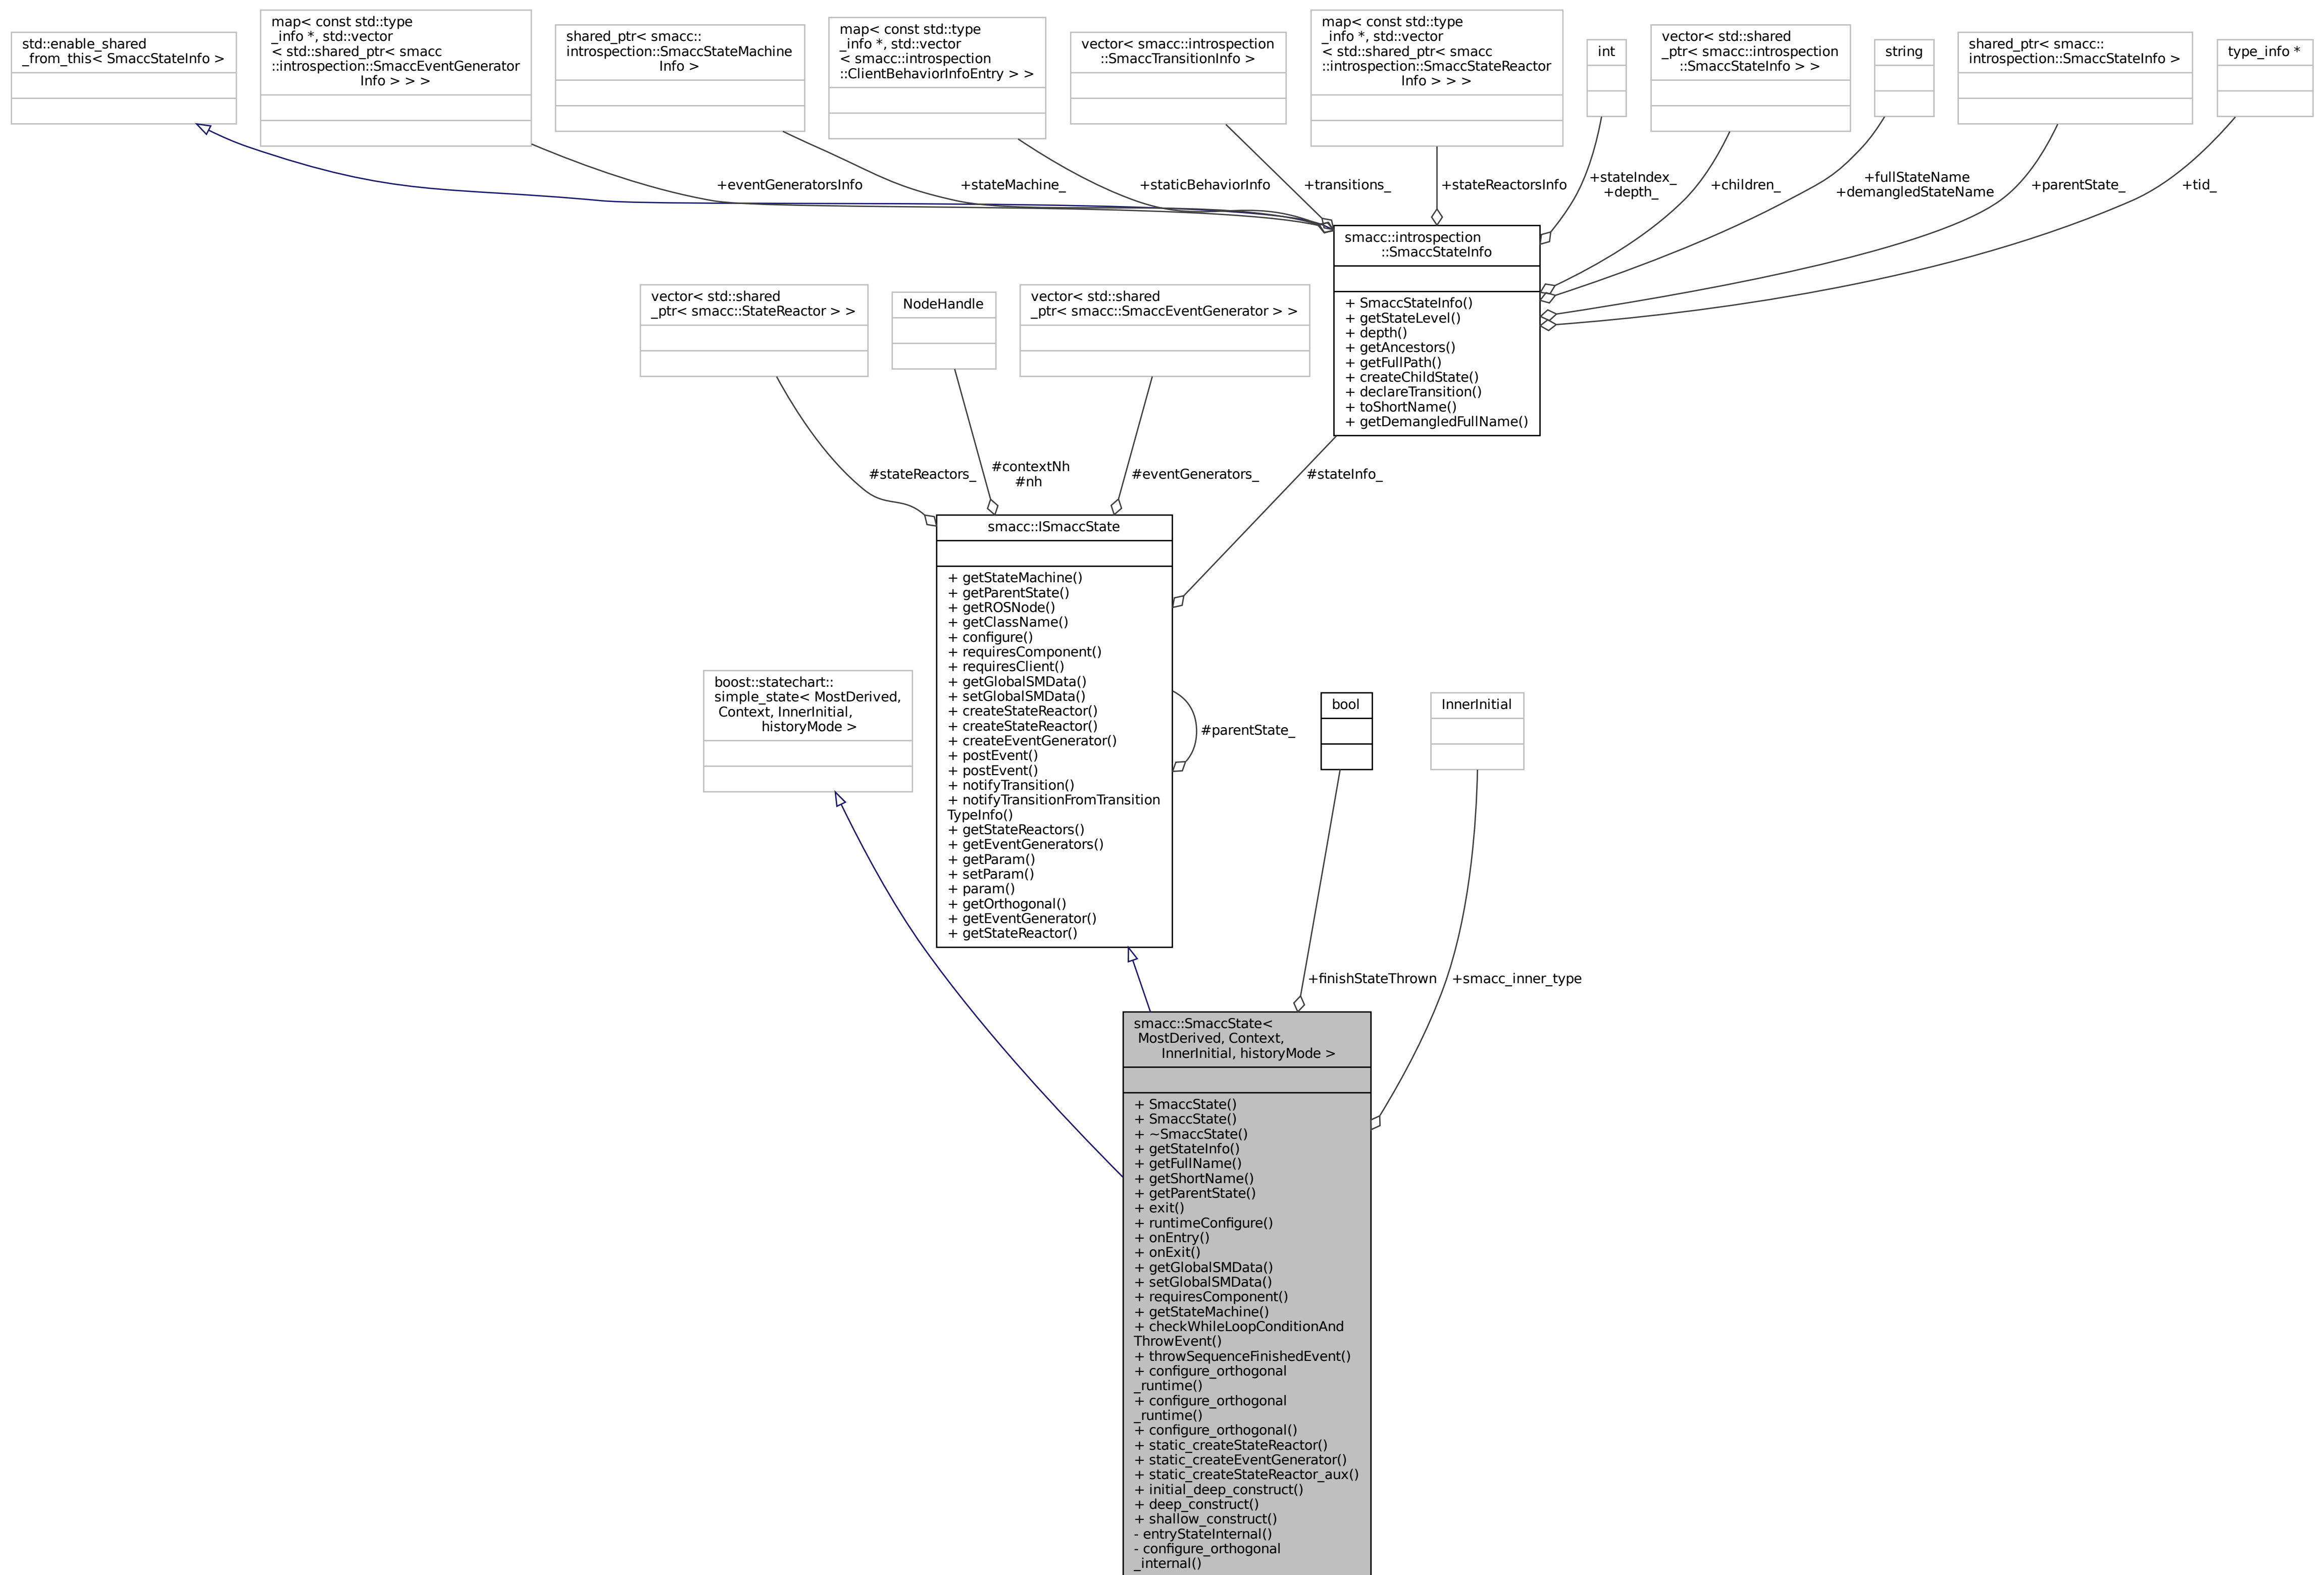 std::enable_shared
_from_this< SmaccStateInfo >
map< const std::type
_info *, std::vector
< std::shared_ptr< smacc
::introspection::SmaccEventGenerator
Info > > >
shared_ptr< smacc::
introspection::SmaccStateMachine
Info >
map< const std::type
_info *, std::vector
< smacc::introspection
::ClientBehaviorInfoEntry > >
vector< smacc::introspection
::SmaccTransitionInfo >
map< const std::type
_info *, std::vector
< std::shared_ptr< smacc
::introspection::SmaccStateReactor
Info > > >
int
vector< std::shared
_ptr< smacc::introspection
::SmaccStateInfo > >
string
shared_ptr< smacc::
introspection::SmaccStateInfo >
type_info *
+eventGeneratorsInfo
+stateMachine_
+staticBehaviorInfo
+transitions_
+stateReactorsInfo
+stateIndex_
+depth_
+children_
+fullStateName
+demangledStateName
+parentState_
+tid_
smacc::introspection
::SmaccStateInfo
+ SmaccStateInfo()
+ getStateLevel()
+ depth()
+ getAncestors()
+ getFullPath()
+ createChildState()
+ declareTransition()
+ toShortName()
+ getDemangledFullName()
vector< std::shared
_ptr< smacc::StateReactor > >
NodeHandle
vector< std::shared
_ptr< smacc::SmaccEventGenerator > >
#stateReactors_
#contextNh
#nh
#eventGenerators_
#stateInfo_
smacc::ISmaccState
+ getStateMachine()
+ getParentState()
+ getROSNode()
+ getClassName()
+ configure()
+ requiresComponent()
+ requiresClient()
+ getGlobalSMData()
+ setGlobalSMData()
+ createStateReactor()
+ createStateReactor()
+ createEventGenerator()
+ postEvent()
+ postEvent()
+ notifyTransition()
+ notifyTransitionFromTransition
TypeInfo()
+ getStateReactors()
+ getEventGenerators()
+ getParam()
+ setParam()
+ param()
+ getOrthogonal()
+ getEventGenerator()
+ getStateReactor()
#parentState_
boost::statechart::
simple_state< MostDerived,
Context, InnerInitial,
historyMode >
bool
InnerInitial
+finishStateThrown
+smacc_inner_type
smacc::SmaccState<
MostDerived, Context,
InnerInitial, historyMode >
+ SmaccState()
+ SmaccState()
+ ~SmaccState()
+ getStateInfo()
+ getFullName()
+ getShortName()
+ getParentState()
+ exit()
+ runtimeConfigure()
+ onEntry()
+ onExit()
+ getGlobalSMData()
+ setGlobalSMData()
+ requiresComponent()
+ getStateMachine()
+ checkWhileLoopConditionAnd
ThrowEvent()
+ throwSequenceFinishedEvent()
+ configure_orthogonal
_runtime()
+ configure_orthogonal
_runtime()
+ configure_orthogonal()
+ static_createStateReactor()
+ static_createEventGenerator()
+ static_createStateReactor_aux()
+ initial_deep_construct()
+ deep_construct()
+ shallow_construct()
- entryStateInternal()
- configure_orthogonal
_internal()